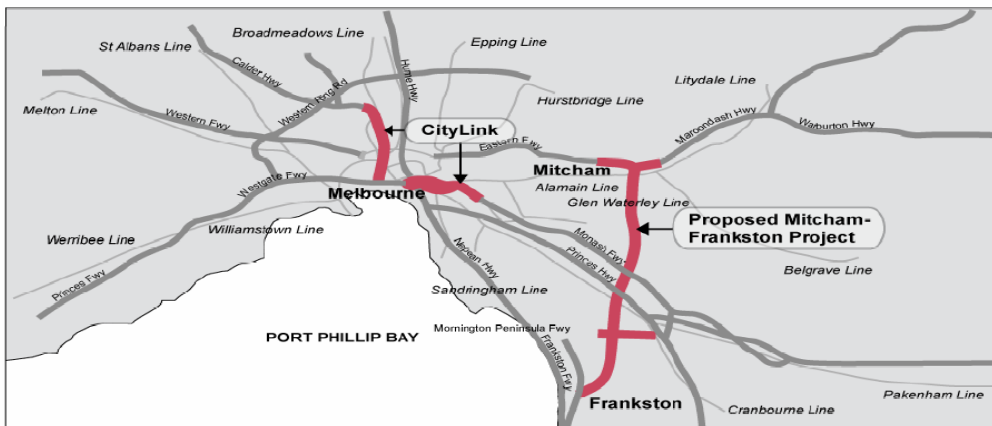 Broadmeadows Line
St Albans Line
Epping Line
Calder Hwy
Hume Hwy
Litydale Line
Melton Line
Western Ring Rd
Hurstbridge Line
Western Fwy
Maroondash Hwy
Warburton Hwy
CityLink
Eastern Fwy
Mitcham
Westgate Fwy
Melbourne
Alamain Line
Glen Waterley Line
Proposed Mitcham-
Frankston Project
Werribee Line
Williamstown Line
Nepean Hwy
Monash Fwy
Princes Hwy
Belgrave Line
Princes Fwy
Sandringham Line
PORT PHILLIP BAY
Mornington Peninsula Fwy
Frankston Fwy
Frankston
Cranbourne Line
Pakenham Line